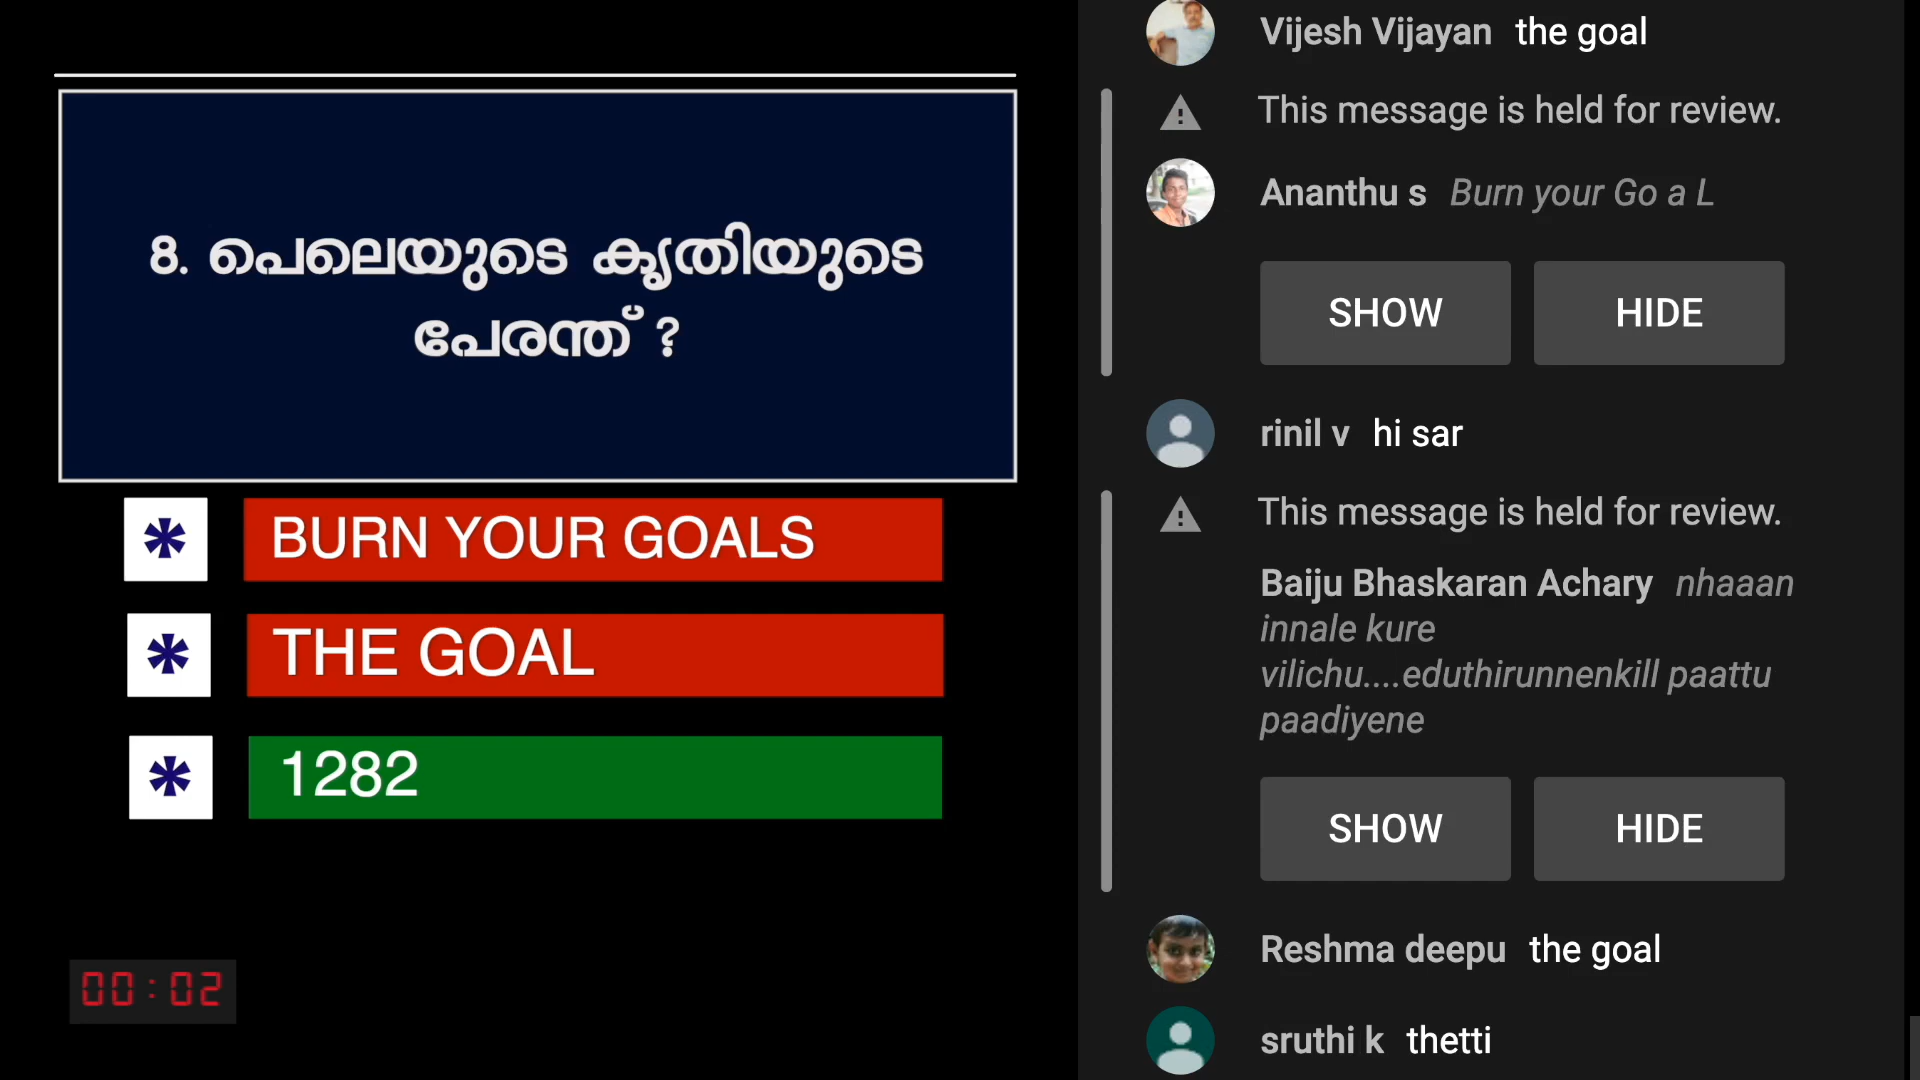 8. പെലെയുടെ കൃതിയുടെ
പേരന്ത് ?
* BURN YOUR GOALS
* THE GOAL
* 1282
00:02
Vijesh Vijayan the goal
This message is held for review.
Ananthu s Burn your Go a L
SHOW HIDE
rinil v hi sar
This message is held for review.
Baiju Bhaskaran Achary nhaaan
innale kure
vilichu....eduthirunnenkill paattu
paadiyene
SHOW HIDE
Reshma deepu the goal
sruthi k thetti